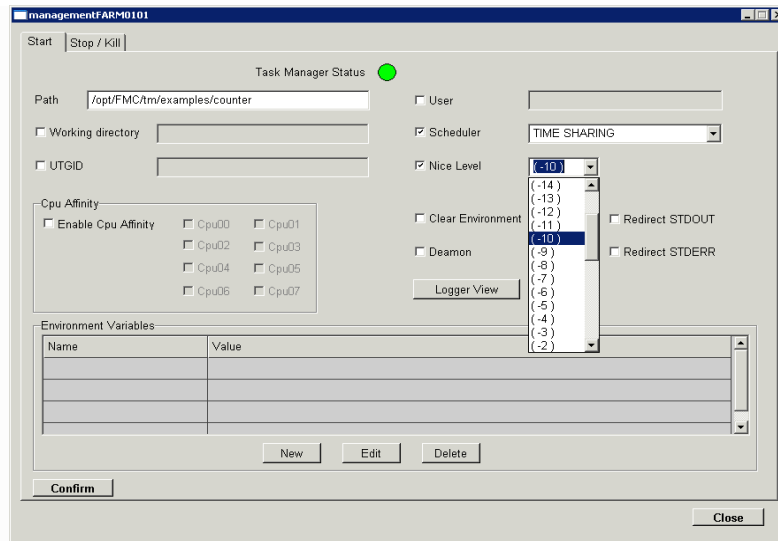 managementFARM0101
Start Stop / Kill
Task Manager Status
Path /opt/FMC/tm/examples/counter User
Working directory Scheduler TIME SHARING
UTGID Nice Level ( -10 )
( -14 )
( -13 )
( -12 )
( -11 )
( -10 )
( -9 )
( -8 )
( -7 )
( -6 )
( -5 )
( -4 )
( -3 )
( -2 )
Cpu Affinity
Enable Cpu Affinity Cpu00 Cpu01
Cpu02 Cpu03
Cpu04 Cpu05
Cpu06 Cpu07
Clear Environment Redirect STDOUT
Deamon Redirect STDERR
Logger View
Environment Variables
Name Value
New Edit Delete
Confirm
Close